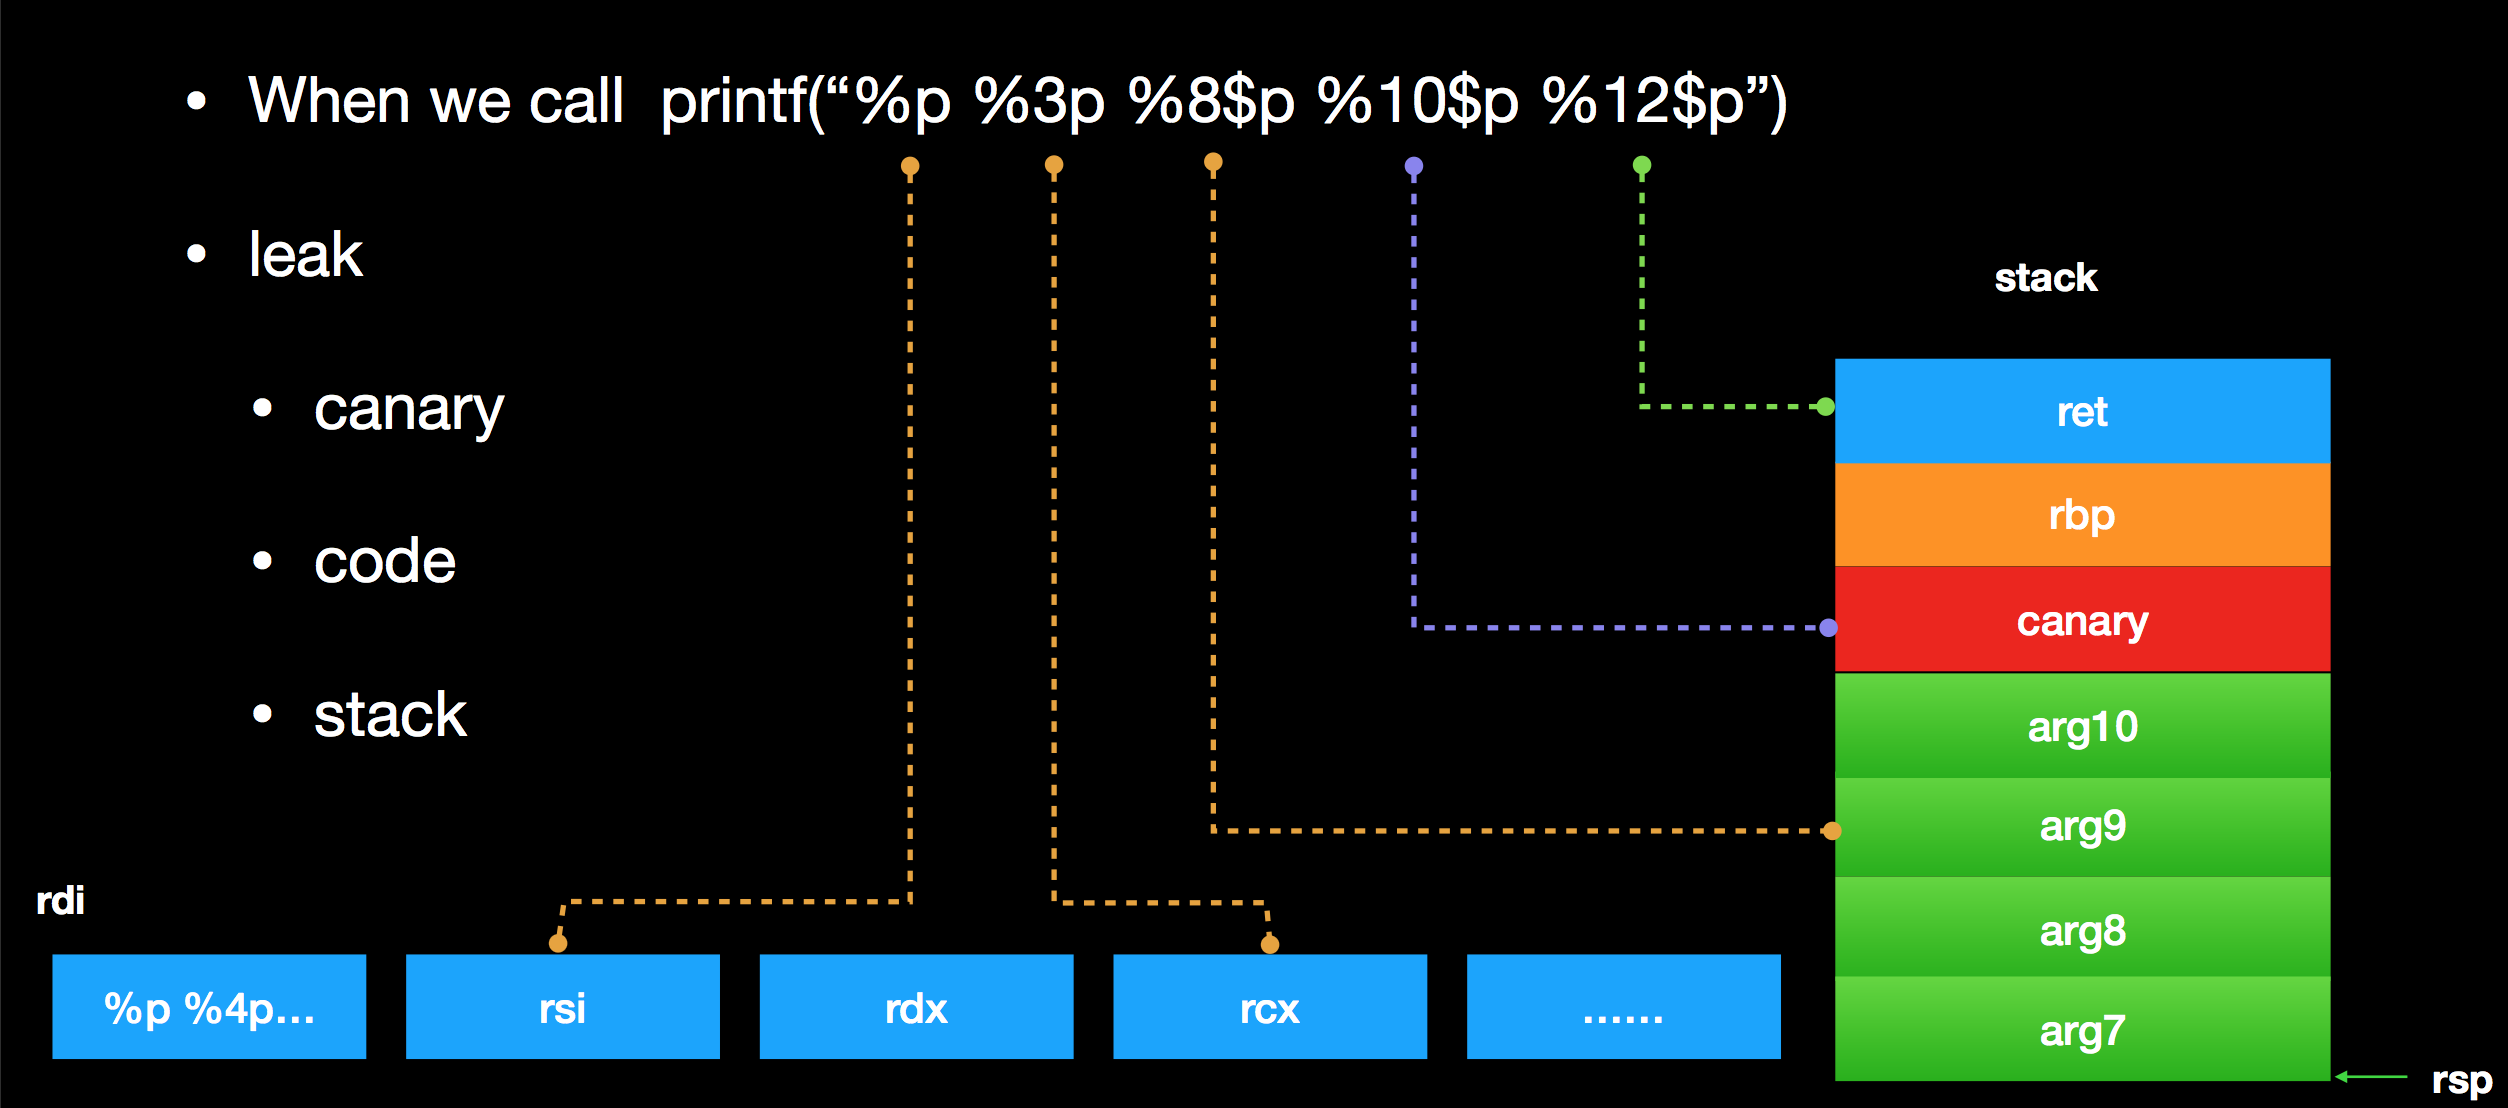 • When we call  printf(“%p %3p %8$p %10$p %12$p”)
• leak
• canary
• code
• stack
stack
ret
rbp
canary
arg10
arg9
arg8
arg7
rsp
rdi
%p %4p...
rsi
rdx
rcx
......